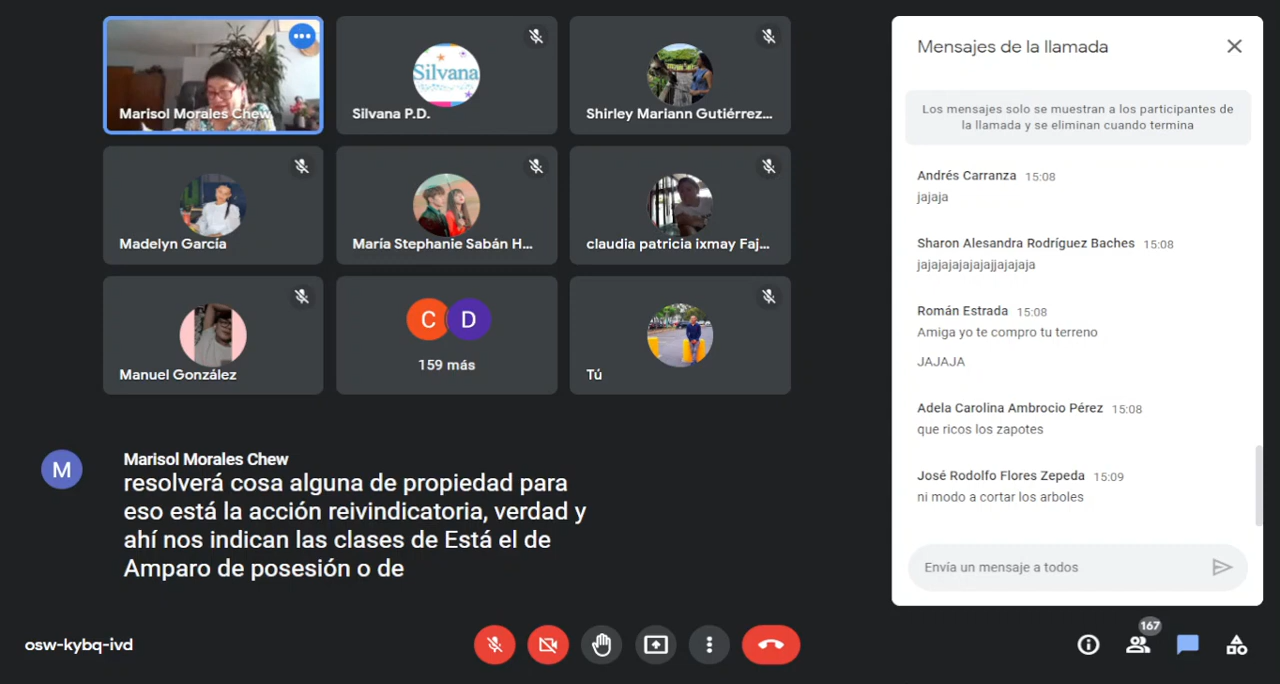 Marisol Morales Chew
Silvana
Silvana P.D.
Shirley Mariann Gutiérrez...
Madelyn García
María Stephanie Sabán H...
claudia patricia ixmay Faj...
Manuel González
C
D
159 más
Tú
M
Marisol Morales Chew
resolverá cosa alguna de propiedad para
eso está la acción reivindicatoria, verdad y
ahí nos indican las clases de Está el de
Amparo de posesión o de
osw-kybq-ivd
Mensajes de la llamada
Los mensajes solo se muestran a los participantes de
la llamada y se eliminan cuando termina
Andrés Carranza 15:08
jajaja
Sharon Alesandra Rodríguez Baches 15:08
jajajajajajajjajajaja
Román Estrada 15:08
Amiga yo te compro tu terreno
JAJAJA
Adela Carolina Ambrocio Pérez 15:08
que ricos los zapotes
José Rodolfo Flores Zepeda 15:09
ni modo a cortar los arboles
Envía un mensaje a todos
167